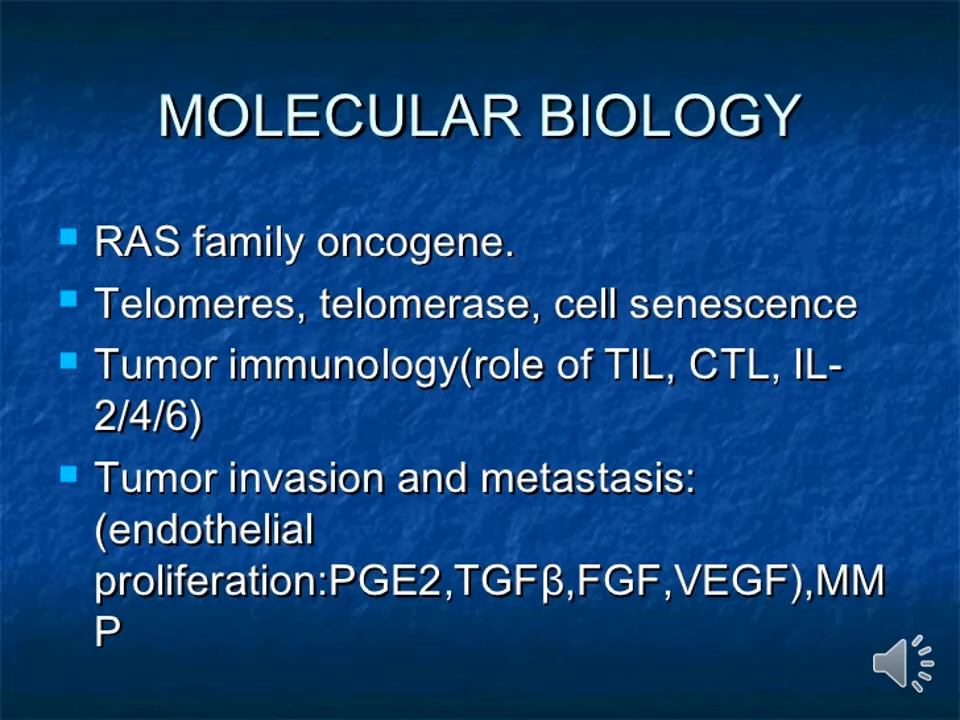 MOLECULAR BIOLOGY
RAS family oncogene.
Telomeres, telomerase, cell senescence
Tumor immunology(role of TIL, CTL, IL-
2/4/6)
Tumor invasion and metastasis:
(endothelial
proliferation:PGE2,TGFβ,FGF,VEGF),MM
P